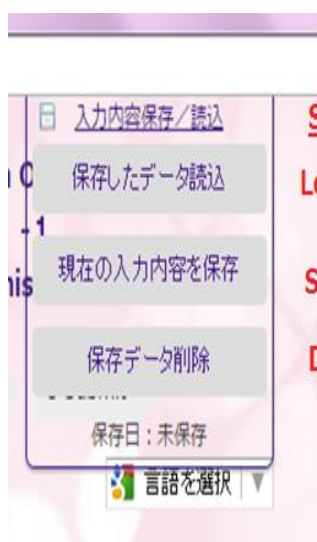 入力内容保存／読込
保存したデータ読込
- 1
現在の入力内容を保存
保存データ削除
保存日：未保存
言語を選択